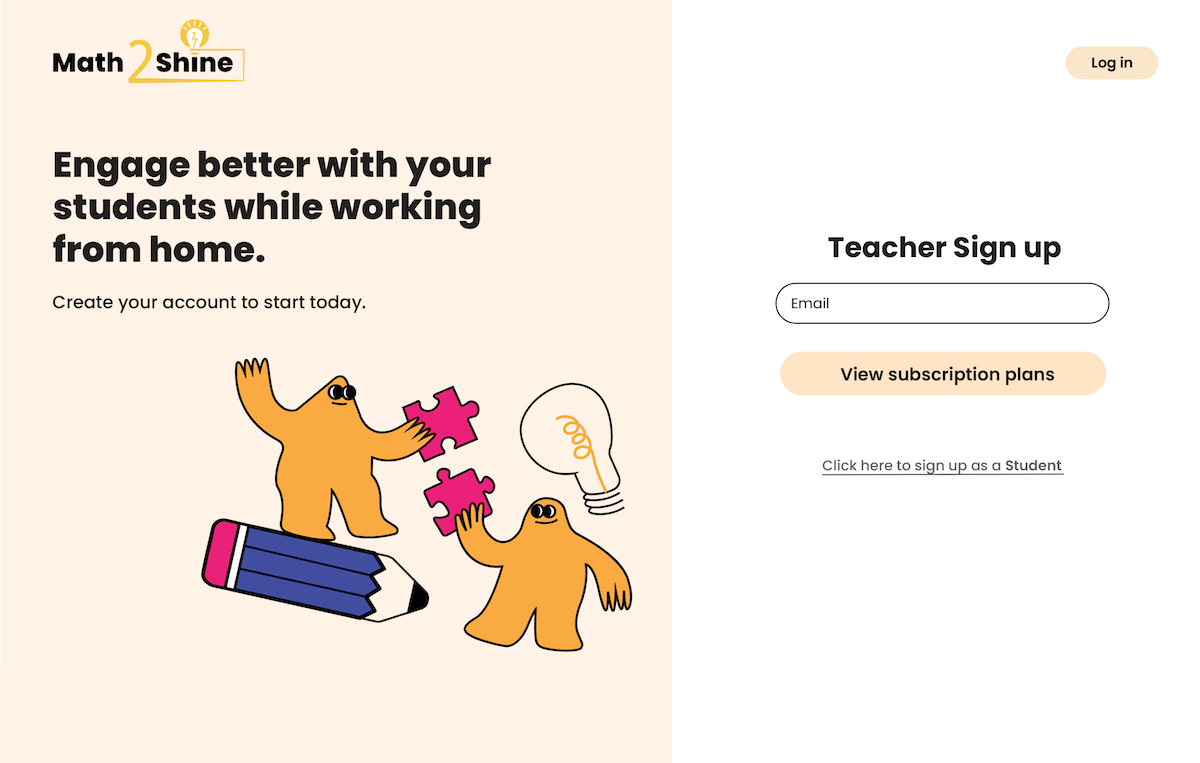 Math 2 Shine
Log in
Engage better with your
students while working
from home.
Create your account to start today.
Teacher Sign up
Email
View subscription plans
Click here to sign up as a Student